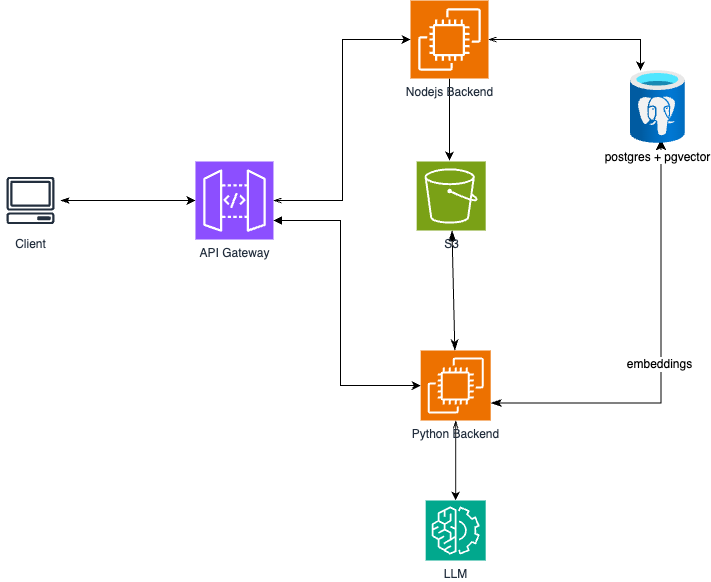 Nodejs Backend
postgres + pgvector
</>
Client
API Gateway
S3
embeddings
Python Backend
LLM